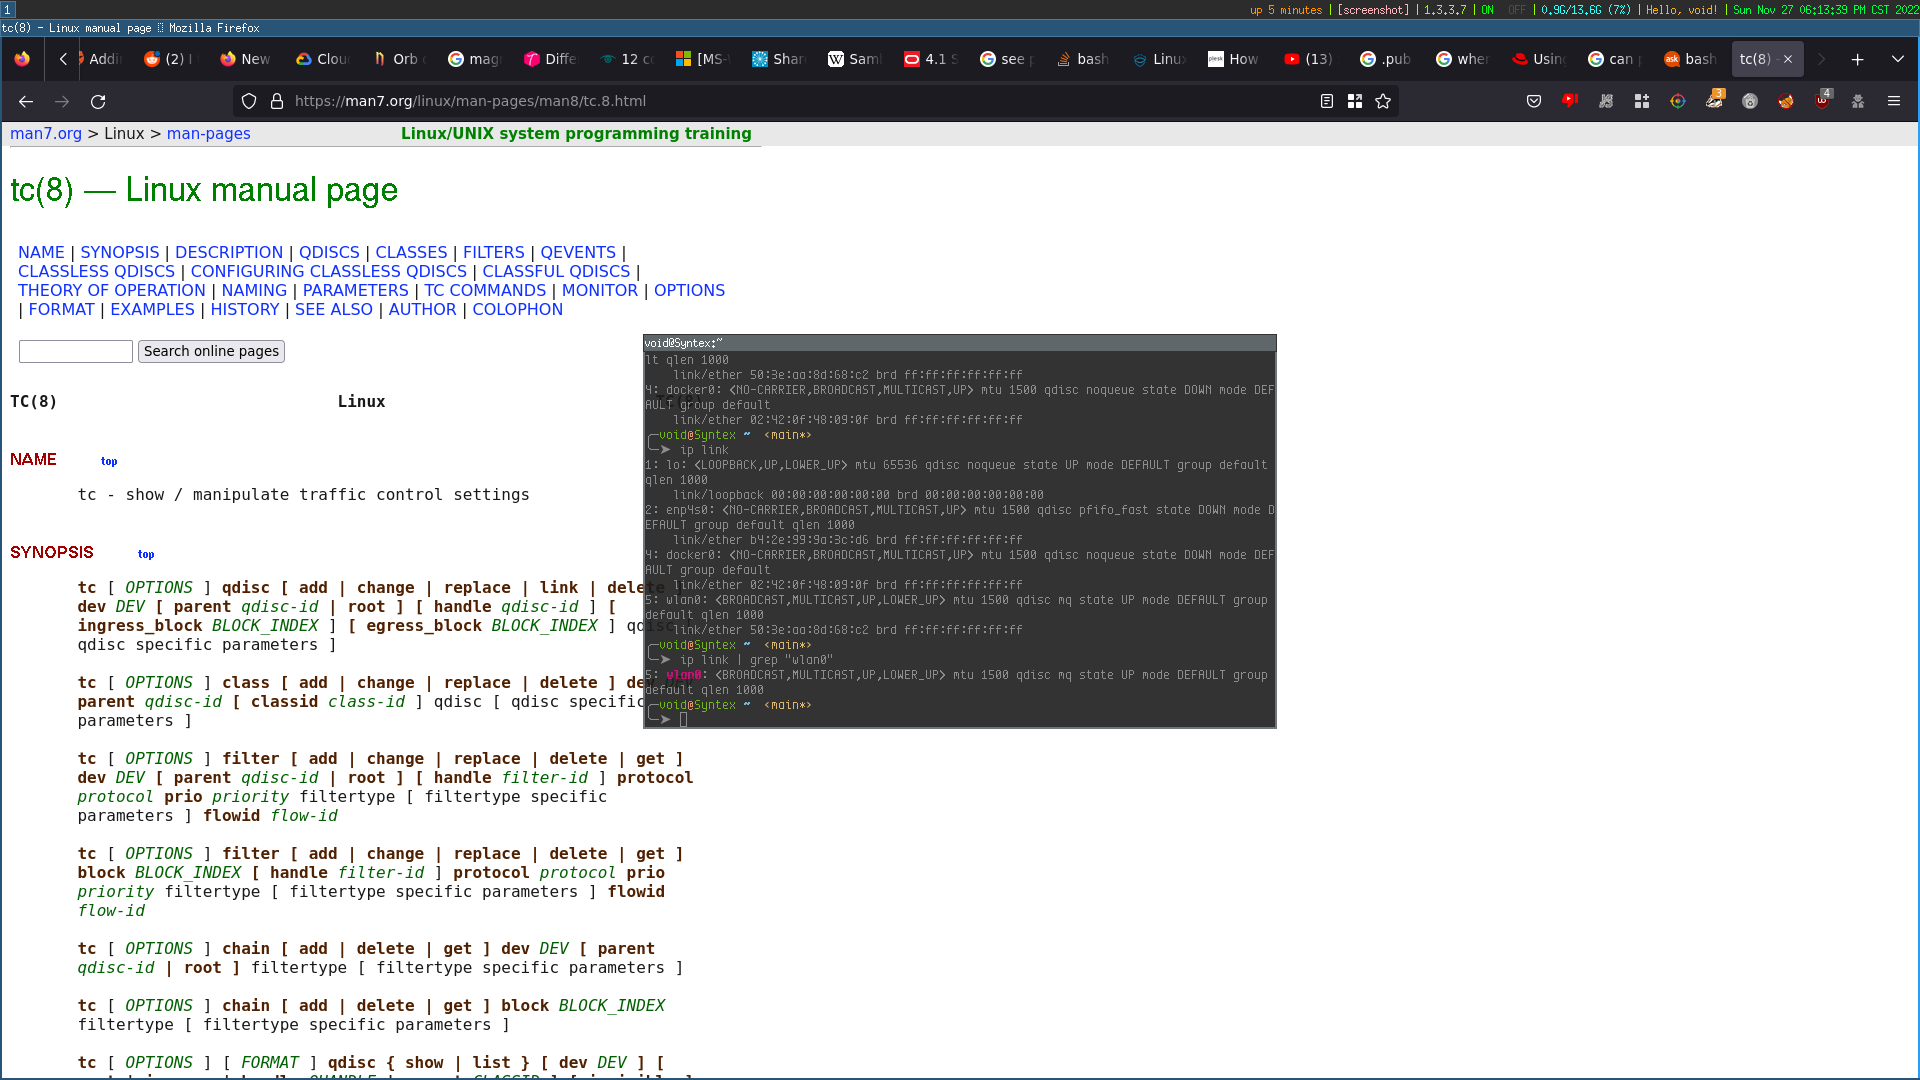 1
up 5 minutes | [screenshot] | 1.3.3.7 | ON OFF | 0.9G/13.6G (7%) | Hello, void! | Sun Nov 27 06:13:39 PM CST 2022
tc(8) — Linux manual page Mozilla Firefox
Addi
(2) I
New
Clou
Orb
mag
Diffe
12 c
[MS-
Shar
Sam
4.1 S
see p
bash
Linu
How
(13)
.pub
wher
Usin
can
bash
tc(8)
https://man7.org/linux/man-pages/man8/tc.8.html
3
4
man7.org > Linux > man-pages
Linux/UNIX system programming training
tc(8) — Linux manual page
NAME | SYNOPSIS | DESCRIPTION | QDISCS | CLASSES | FILTERS | QEVENTS |
CLASSLESS QDISCS | CONFIGURING CLASSLESS QDISCS | CLASSFUL QDISCS |
THEORY OF OPERATION | NAMING | PARAMETERS | TC COMMANDS | MONITOR | OPTIONS
| FORMAT | EXAMPLES | HISTORY | SEE ALSO | AUTHOR | COLOPHON
Search online pages
TC(8) Linux
NAME top
tc - show / manipulate traffic control settings
SYNOPSIS top
tc [ OPTIONS ] qdisc [ add | change | replace | link | delete ]
dev DEV [ parent qdisc-id | root ] [ handle qdisc-id ] [
ingress_block BLOCK_INDEX ] [ egress_block BLOCK_INDEX ] qdisc [
qdisc specific parameters ]
tc [ OPTIONS ] class [ add | change | replace | delete ] dev DEV
parent qdisc-id [ classid class-id ] qdisc [ qdisc specific
parameters ]
tc [ OPTIONS ] filter [ add | change | replace | delete | get ]
dev DEV [ parent qdisc-id | root ] [ handle filter-id ] protocol
protocol prio priority filtertype [ filtertype specific
parameters ] flowid flow-id
tc [ OPTIONS ] filter [ add | change | replace | delete | get ]
block BLOCK_INDEX [ handle filter-id ] protocol protocol prio
priority filtertype [ filtertype specific parameters ] flowid
flow-id
tc [ OPTIONS ] chain [ add | delete | get ] dev DEV [ parent
qdisc-id | root ] filtertype [ filtertype specific parameters ]
tc [ OPTIONS ] chain [ add | delete | get ] block BLOCK_INDEX
filtertype [ filtertype specific parameters ]
tc [ OPTIONS ] [ FORMAT ] qdisc { show | list } [ dev DEV ] [
void@Syntex:~
lt qlen 1000
link/ether 50:3e:aa:8d:68:c2 brd ff:ff:ff:ff:ff:ff
4: docker0: <NO-CARRIER,BROADCAST,MULTICAST,UP> mtu 1500 qdisc noqueue state DOWN mode DEF
AULT group default
link/ether 02:42:0f:48:09:0f brd ff:ff:ff:ff:ff:ff
void@Syntex ~ <main*>
ip link
1: lo: <LOOPBACK,UP,LOWER_UP> mtu 65536 qdisc noqueue state UP mode DEFAULT group default
qlen 1000
link/loopback 00:00:00:00:00:00 brd 00:00:00:00:00:00
2: enp4s0: <NO-CARRIER,BROADCAST,MULTICAST,UP> mtu 1500 qdisc pfifo_fast state DOWN mode D
EFAULT group default qlen 1000
link/ether b4:2e:99:9a:3c:d6 brd ff:ff:ff:ff:ff:ff
4: docker0: <NO-CARRIER,BROADCAST,MULTICAST,UP> mtu 1500 qdisc noqueue state DOWN mode DEF
AULT group default
link/ether 02:42:0f:48:09:0f brd ff:ff:ff:ff:ff:ff
5: wlan0: <BROADCAST,MULTICAST,UP,LOWER_UP> mtu 1500 qdisc mq state UP mode DEFAULT group
default qlen 1000
link/ether 50:3e:aa:8d:68:c2 brd ff:ff:ff:ff:ff:ff
void@Syntex ~ <main*>
ip link | grep "wlan0"
5: wlan0: <BROADCAST,MULTICAST,UP,LOWER_UP> mtu 1500 qdisc mq state UP mode DEFAULT group
default qlen 1000
void@Syntex ~ <main*>